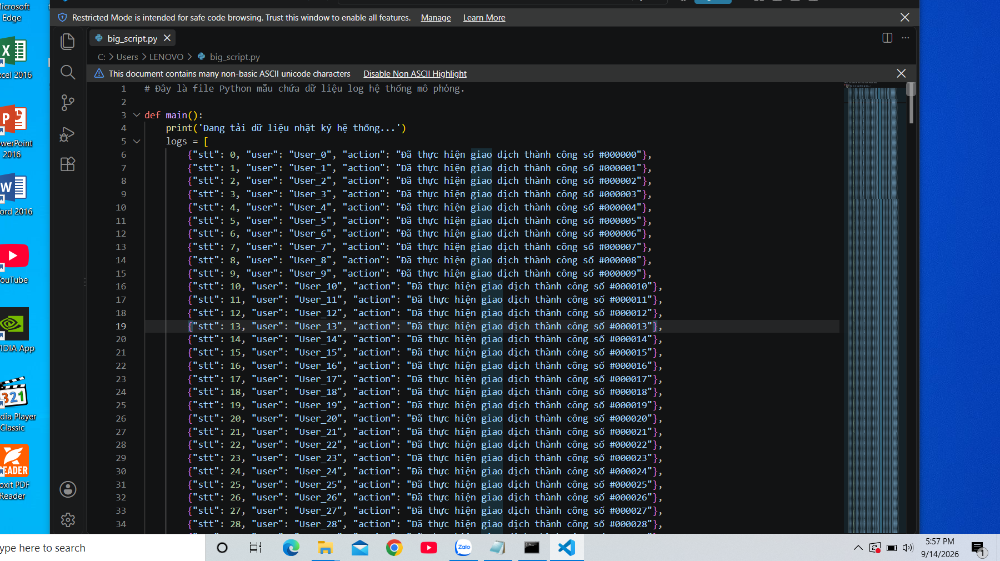 Microsoft
Edge
Excel 2016
PowerPoint
2016
Word 2016
YouTube
NVIDIA App
321
Media Player
Classic
READER
Foxit PDF
Reader
Restricted Mode is intended for safe code browsing. Trust this window to enable all features. Manage Learn More
big_script.py
C: > Users > LENOVO > big_script.py
This document contains many non-basic ASCII unicode characters Disable Non ASCII Highlight
1 # Đây là file Python mẫu chứa dữ liệu log hệ thống mô phỏng.
2
3 def main():
4 print('Đang tải dữ liệu nhật ký hệ thống...')
5 logs = [
6 {"stt": 0, "user": "User_0", "action": "Đã thực hiện giao dịch thành công số #000000"},
7 {"stt": 1, "user": "User_1", "action": "Đã thực hiện giao dịch thành công số #000001"},
8 {"stt": 2, "user": "User_2", "action": "Đã thực hiện giao dịch thành công số #000002"},
9 {"stt": 3, "user": "User_3", "action": "Đã thực hiện giao dịch thành công số #000003"},
10 {"stt": 4, "user": "User_4", "action": "Đã thực hiện giao dịch thành công số #000004"},
11 {"stt": 5, "user": "User_5", "action": "Đã thực hiện giao dịch thành công số #000005"},
12 {"stt": 6, "user": "User_6", "action": "Đã thực hiện giao dịch thành công số #000006"},
13 {"stt": 7, "user": "User_7", "action": "Đã thực hiện giao dịch thành công số #000007"},
14 {"stt": 8, "user": "User_8", "action": "Đã thực hiện giao dịch thành công số #000008"},
15 {"stt": 9, "user": "User_9", "action": "Đã thực hiện giao dịch thành công số #000009"},
16 {"stt": 10, "user": "User_10", "action": "Đã thực hiện giao dịch thành công số #000010"},
17 {"stt": 11, "user": "User_11", "action": "Đã thực hiện giao dịch thành công số #000011"},
18 {"stt": 12, "user": "User_12", "action": "Đã thực hiện giao dịch thành công số #000012"},
19 {"stt": 13, "user": "User_13", "action": "Đã thực hiện giao dịch thành công số #000013"},
20 {"stt": 14, "user": "User_14", "action": "Đã thực hiện giao dịch thành công số #000014"},
21 {"stt": 15, "user": "User_15", "action": "Đã thực hiện giao dịch thành công số #000015"},
22 {"stt": 16, "user": "User_16", "action": "Đã thực hiện giao dịch thành công số #000016"},
23 {"stt": 17, "user": "User_17", "action": "Đã thực hiện giao dịch thành công số #000017"},
24 {"stt": 18, "user": "User_18", "action": "Đã thực hiện giao dịch thành công số #000018"},
25 {"stt": 19, "user": "User_19", "action": "Đã thực hiện giao dịch thành công số #000019"},
26 {"stt": 20, "user": "User_20", "action": "Đã thực hiện giao dịch thành công số #000020"},
27 {"stt": 21, "user": "User_21", "action": "Đã thực hiện giao dịch thành công số #000021"},
28 {"stt": 22, "user": "User_22", "action": "Đã thực hiện giao dịch thành công số #000022"},
29 {"stt": 23, "user": "User_23", "action": "Đã thực hiện giao dịch thành công số #000023"},
30 {"stt": 24, "user": "User_24", "action": "Đã thực hiện giao dịch thành công số #000024"},
31 {"stt": 25, "user": "User_25", "action": "Đã thực hiện giao dịch thành công số #000025"},
32 {"stt": 26, "user": "User_26", "action": "Đã thực hiện giao dịch thành công số #000026"},
33 {"stt": 27, "user": "User_27", "action": "Đã thực hiện giao dịch thành công số #000027"},
34 {"stt": 28, "user": "User_28", "action": "Đã thực hiện giao dịch thành công số #000028"},
ype here to search
Zalo
5:57 PM
9/14/2026
1